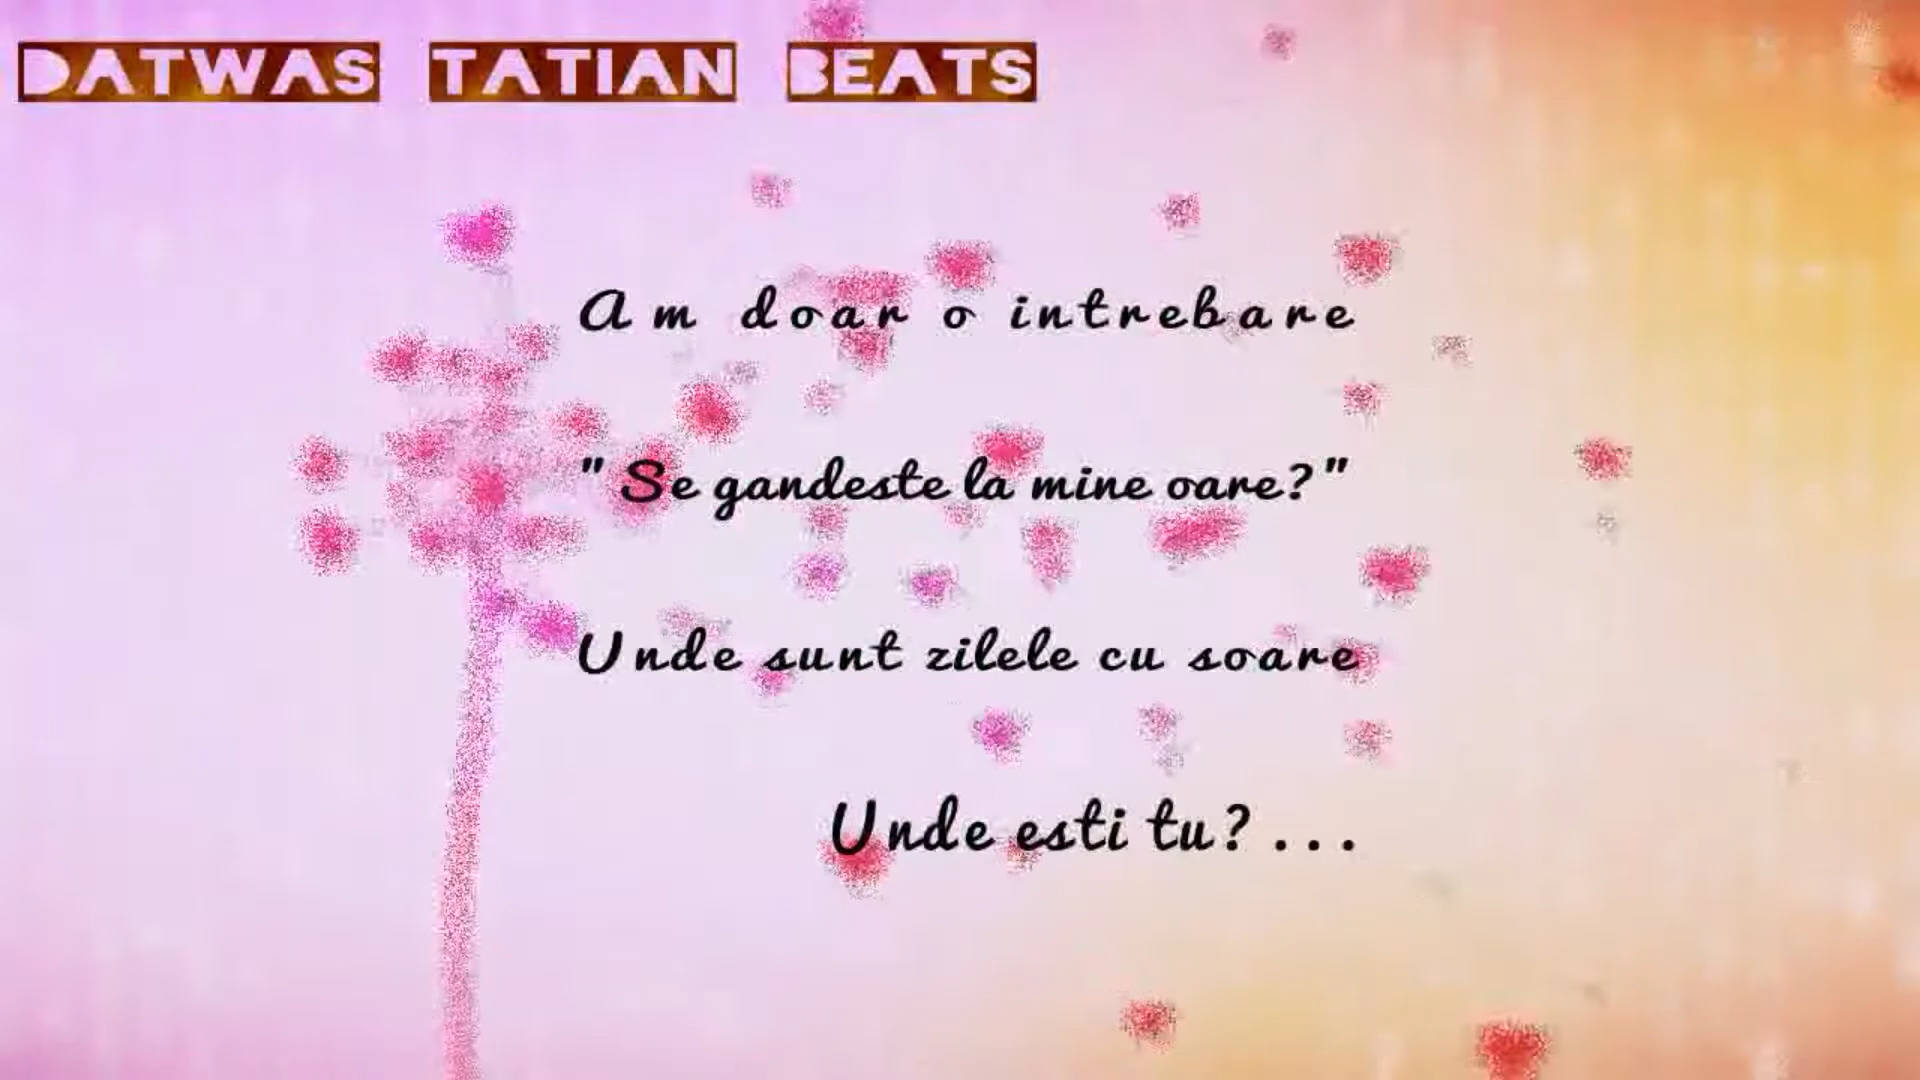 DATWAS TATIAN BEATS
Am doar o intrebare
"Se gandeste la mine oare?"
Unde sunt zilele cu soare
Unde esti tu? ...